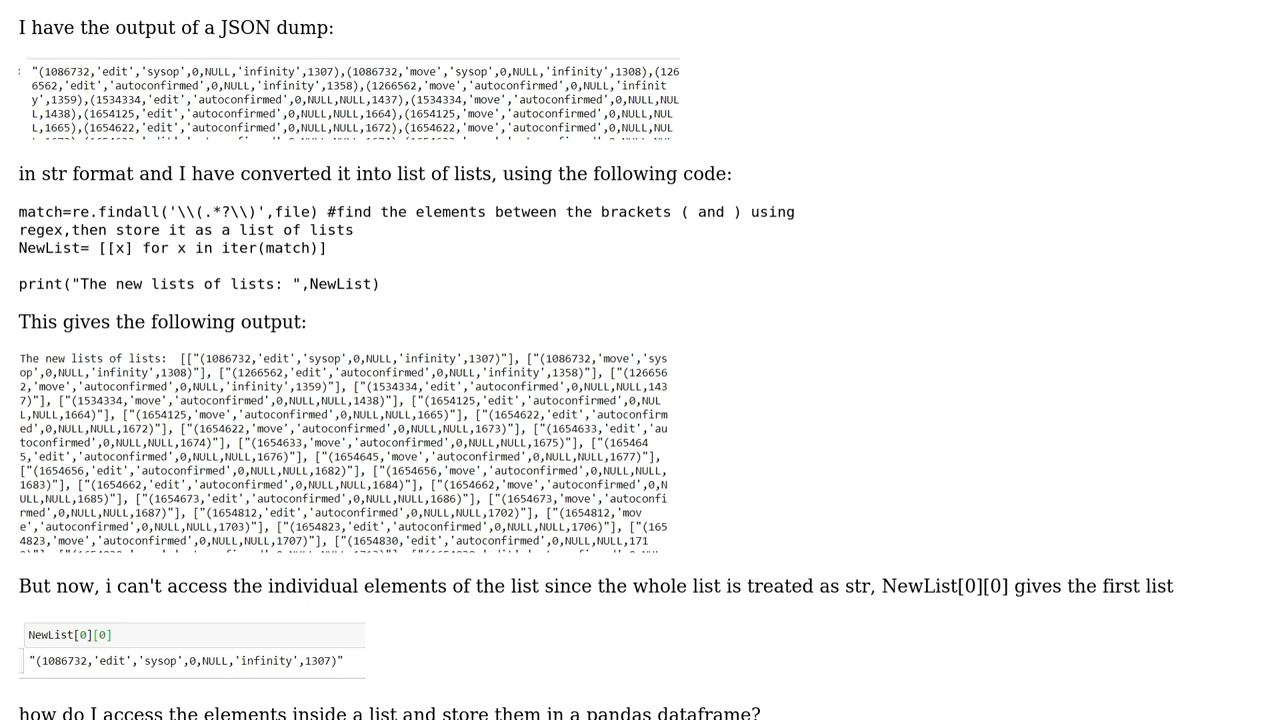 I have the output of a JSON dump:
"(1086732,'edit','sysop',0,NULL,'infinity',1307),(1086732,'move','sysop',0,NULL,'infinity',1308),(126
6562,'edit','autoconfirmed',0,NULL,'infinity',1358),(1266562,'move','autoconfirmed',0,NULL,'infinit
y',1359),(1534334,'edit','autoconfirmed',0,NULL,NULL,1437),(1534334,'move','autoconfirmed',0,NULL,NUL
L,1438),(1654125,'edit','autoconfirmed',0,NULL,NULL,1664),(1654125,'move','autoconfirmed',0,NULL,NUL
L,1665),(1654622,'edit','autoconfirmed',0,NULL,NULL,1672),(1654622,'move','autoconfirmed',0,NULL,NUL
in str format and I have converted it into list of lists, using the following code:
match=re.findall('\\(.*?\\)',file) #find the elements between the brackets ( and ) using
regex,then store it as a list of lists
NewList= [[x] for x in iter(match)]
print("The new lists of lists: ",NewList)
This gives the following output:
The new lists of lists:  [["(1086732,'edit','sysop',0,NULL,'infinity',1307)"], ["(1086732,'move','sys
op',0,NULL,'infinity',1308)"], ["(1266562,'edit','autoconfirmed',0,NULL,'infinity',1358)"], ["(126656
2,'move','autoconfirmed',0,NULL,'infinity',1359)"], ["(1534334,'edit','autoconfirmed',0,NULL,NULL,143
7)"], ["(1534334,'move','autoconfirmed',0,NULL,NULL,1438)"], ["(1654125,'edit','autoconfirmed',0,NUL
L,NULL,1664)"], ["(1654125,'move','autoconfirmed',0,NULL,NULL,1665)"], ["(1654622,'edit','autoconfirm
ed',0,NULL,NULL,1672)"], ["(1654622,'move','autoconfirmed',0,NULL,NULL,1673)"], ["(1654633,'edit','au
toconfirmed',0,NULL,NULL,1674)"], ["(1654633,'move','autoconfirmed',0,NULL,NULL,1675)"], ["(165464
5,'edit','autoconfirmed',0,NULL,NULL,1676)"], ["(1654645,'move','autoconfirmed',0,NULL,NULL,1677)"],
["(1654656,'edit','autoconfirmed',0,NULL,NULL,1682)"], ["(1654656,'move','autoconfirmed',0,NULL,NULL,
1683)"], ["(1654662,'edit','autoconfirmed',0,NULL,NULL,1684)"], ["(1654662,'move','autoconfirmed',0,N
ULL,NULL,1685)"], ["(1654673,'edit','autoconfirmed',0,NULL,NULL,1686)"], ["(1654673,'move','autoconfi
rmed',0,NULL,NULL,1687)"], ["(1654812,'edit','autoconfirmed',0,NULL,NULL,1702)"], ["(1654812,'mov
e','autoconfirmed',0,NULL,NULL,1703)"], ["(1654823,'edit','autoconfirmed',0,NULL,NULL,1706)"], ["(165
4823,'move','autoconfirmed',0,NULL,NULL,1707)"], ["(1654830,'edit','autoconfirmed',0,NULL,NULL,171
But now, i can't access the individual elements of the list since the whole list is treated as str, NewList[0][0] gives the first list
NewList[0][0]
"(1086732,'edit','sysop',0,NULL,'infinity',1307)"
how do I access the elements inside a list and store them in a pandas dataframe?